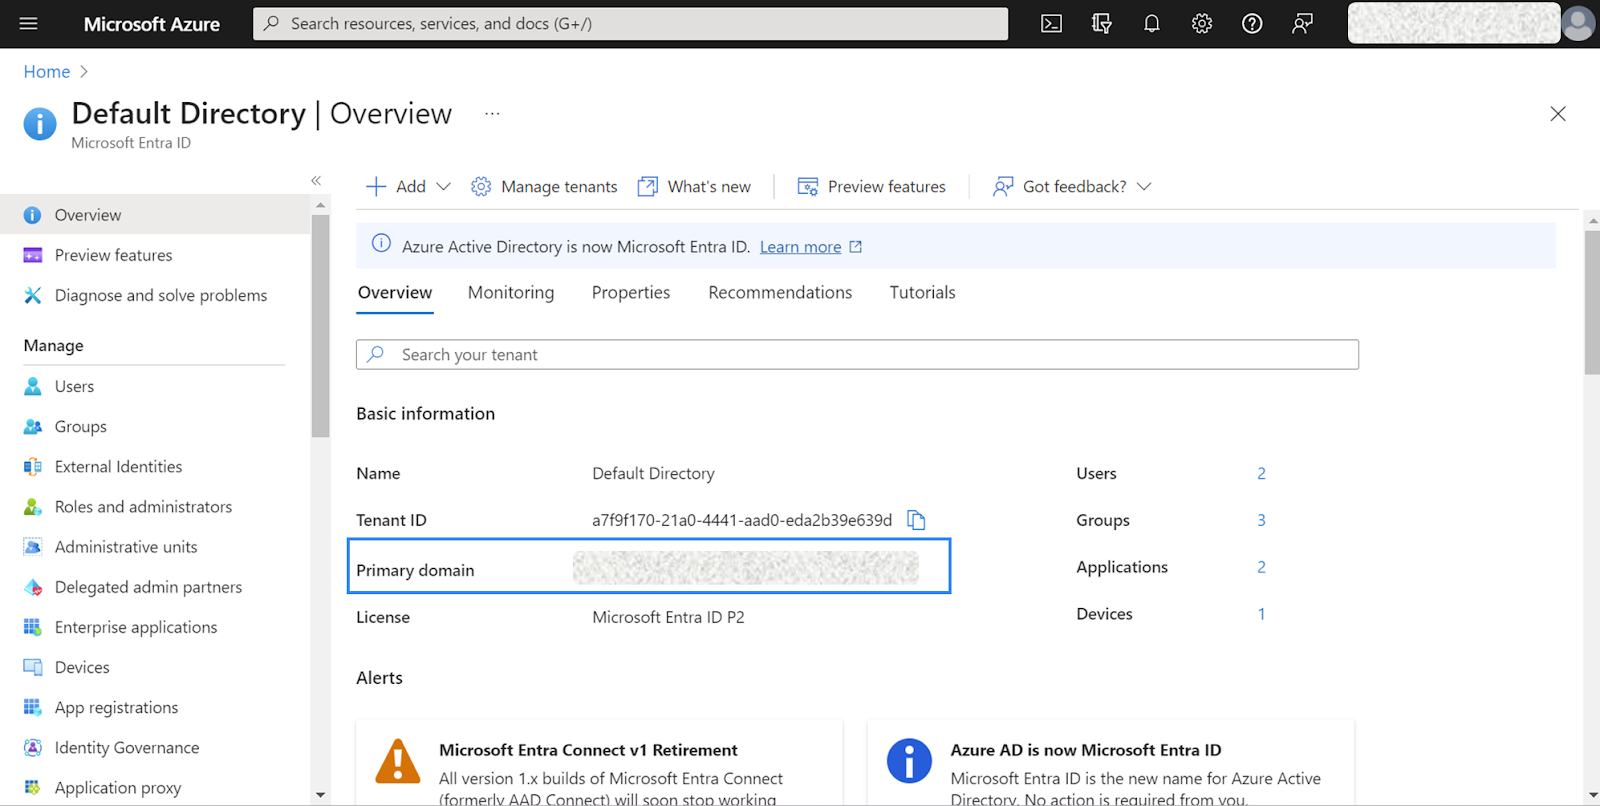 Microsoft Azure
Search resources, services, and docs (G+/)
Home
Default Directory | Overview ...
Microsoft Entra ID
Add
Manage tenants
What's new
Preview features
Got feedback?
Overview
Preview features
Diagnose and solve problems
Manage
Users
Groups
External Identities
Roles and administrators
Administrative units
Delegated admin partners
Enterprise applications
Devices
App registrations
Identity Governance
Application proxy
Azure Active Directory is now Microsoft Entra ID. Learn more
Overview Monitoring Properties Recommendations Tutorials
Search your tenant
Basic information
Name Default Directory
Tenant ID a7f9f170-21a0-4441-aad0-eda2b39e639d
Primary domain
License Microsoft Entra ID P2
Users 2
Groups 3
Applications 2
Devices 1
Alerts
Microsoft Entra Connect v1 Retirement
All version 1.x builds of Microsoft Entra Connect
(formerly AAD Connect) will soon stop working
Azure AD is now Microsoft Entra ID
Microsoft Entra ID is the new name for Azure Active
Directory. No action is required from you.